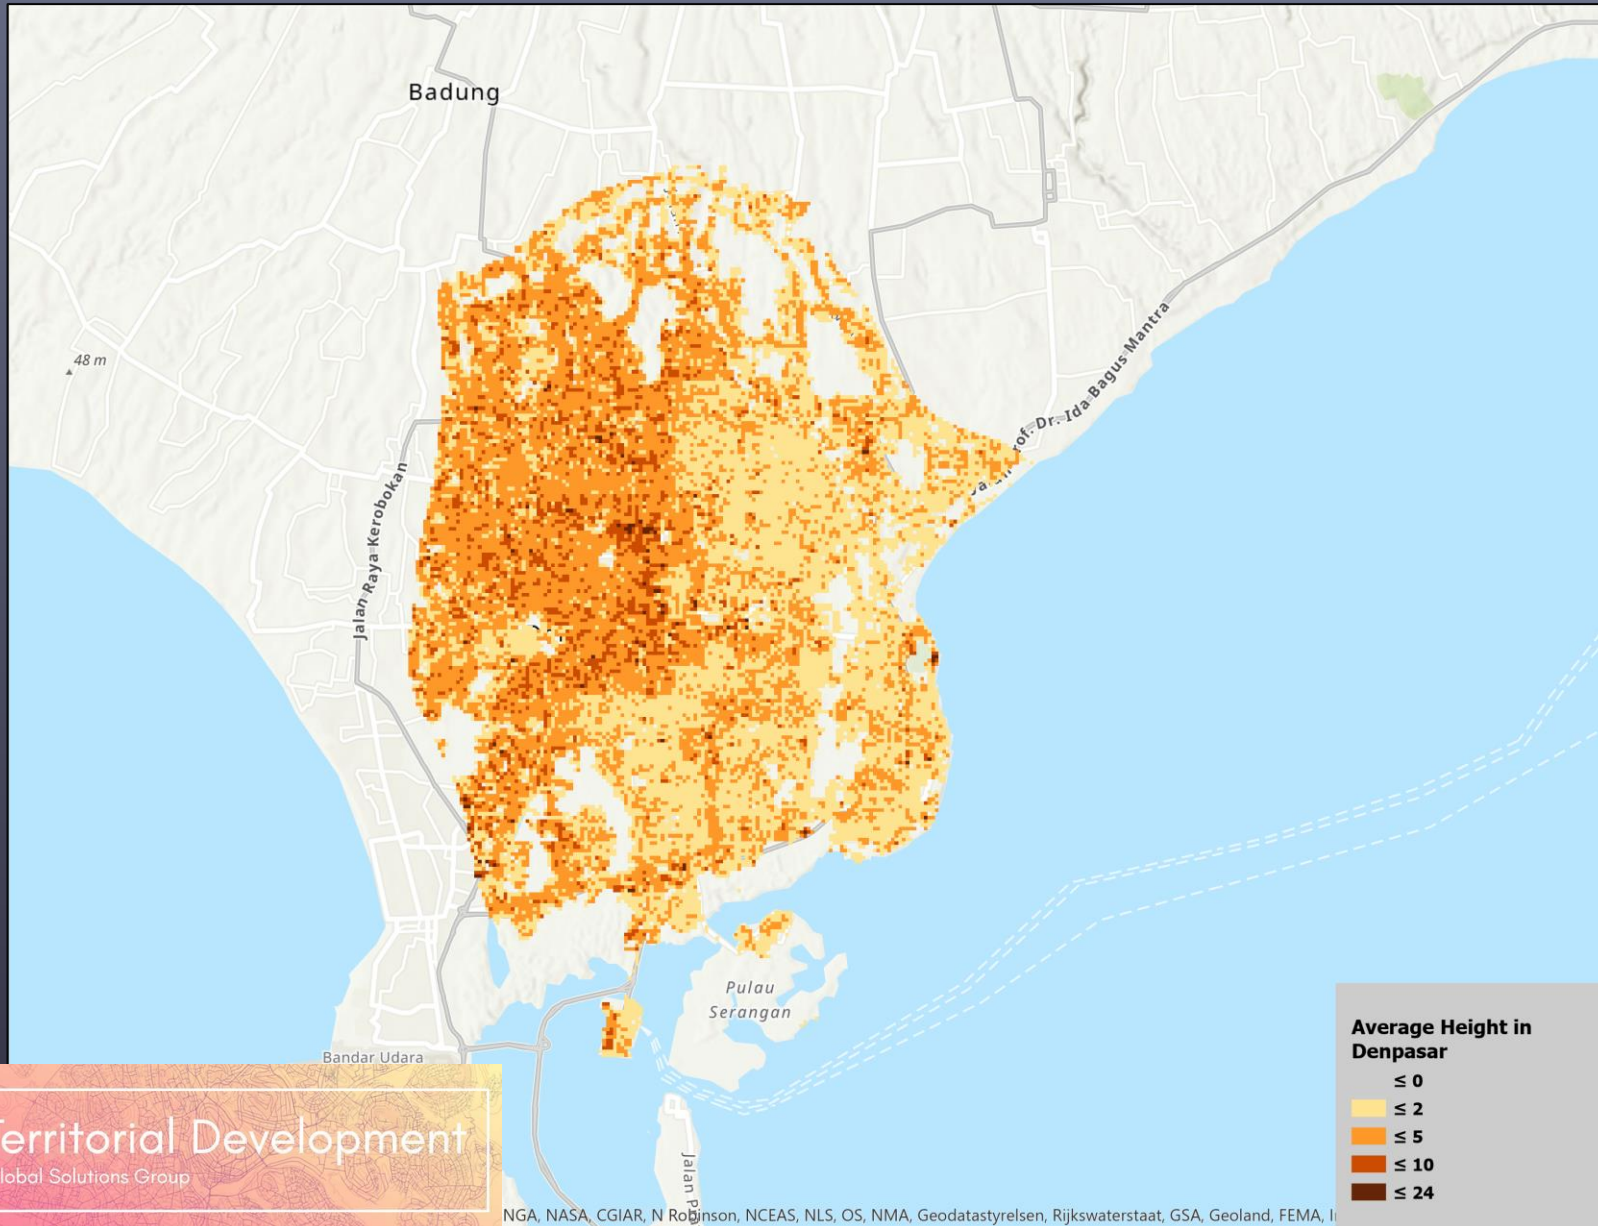 Badung
48 m
Jalan Raya Kerobokan
rof. Dr. Ida Bagus Mantra
Pulau
Serangan
Bandar Udara
Average Height in
Denpasar
≤ 0
≤ 2
≤ 5
≤ 10
≤ 24
erritorial Development
lobal Solutions Group
Jalan P
NGA, NASA, CGIAR, N Robinson, NCEAS, NLS, OS, NMA, Geodatastyrelsen, Rijkswaterstaat, GSA, Geoland, FEMA, I